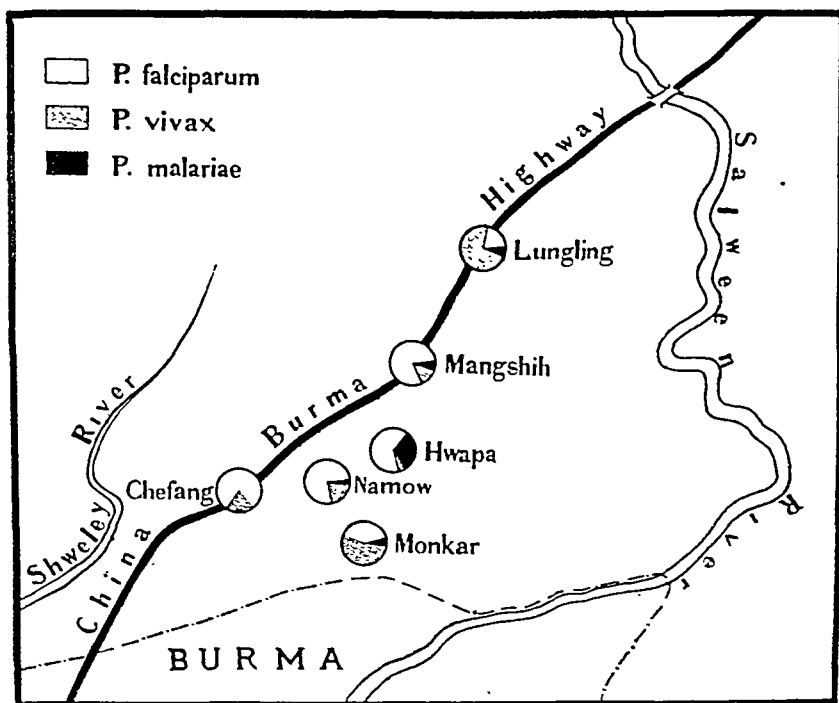 P. falciparum
P. vivax
P. malariae
Highway
Salween
Lungling
Mangshih
Burma
River
Hwapa
Chefang
Namow
Shweley
China
Monkar
River
BURMA